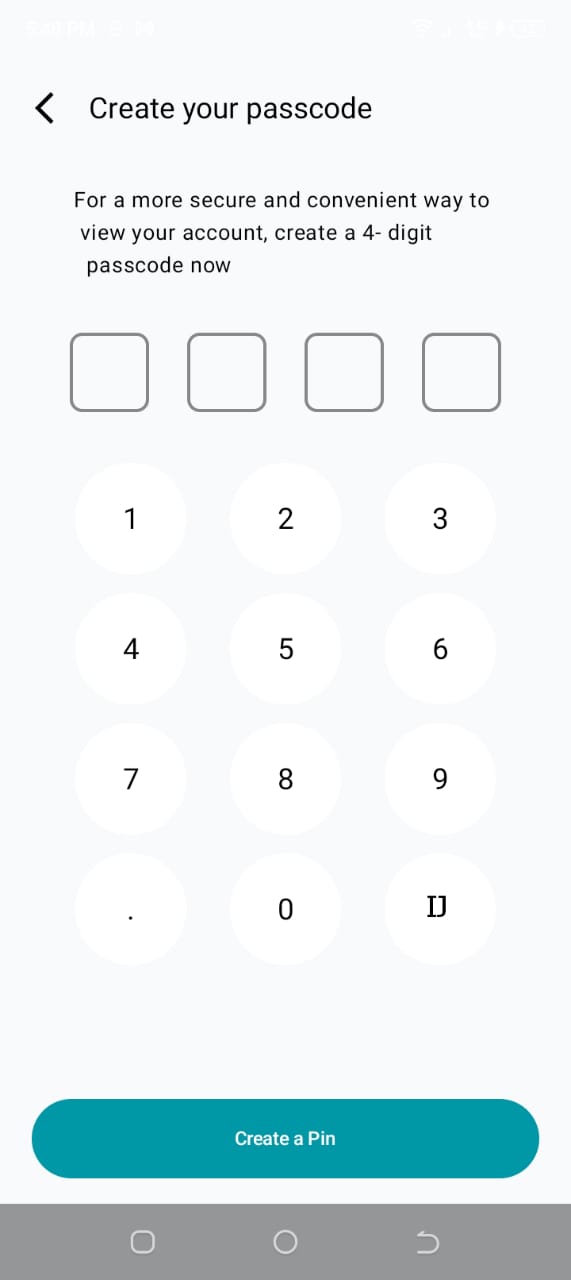 Create your passcode
For a more secure and convenient way to
view your account, create a 4- digit
passcode now
1 2 3
4 5 6
7 8 9
. 0 IJ
Create a Pin